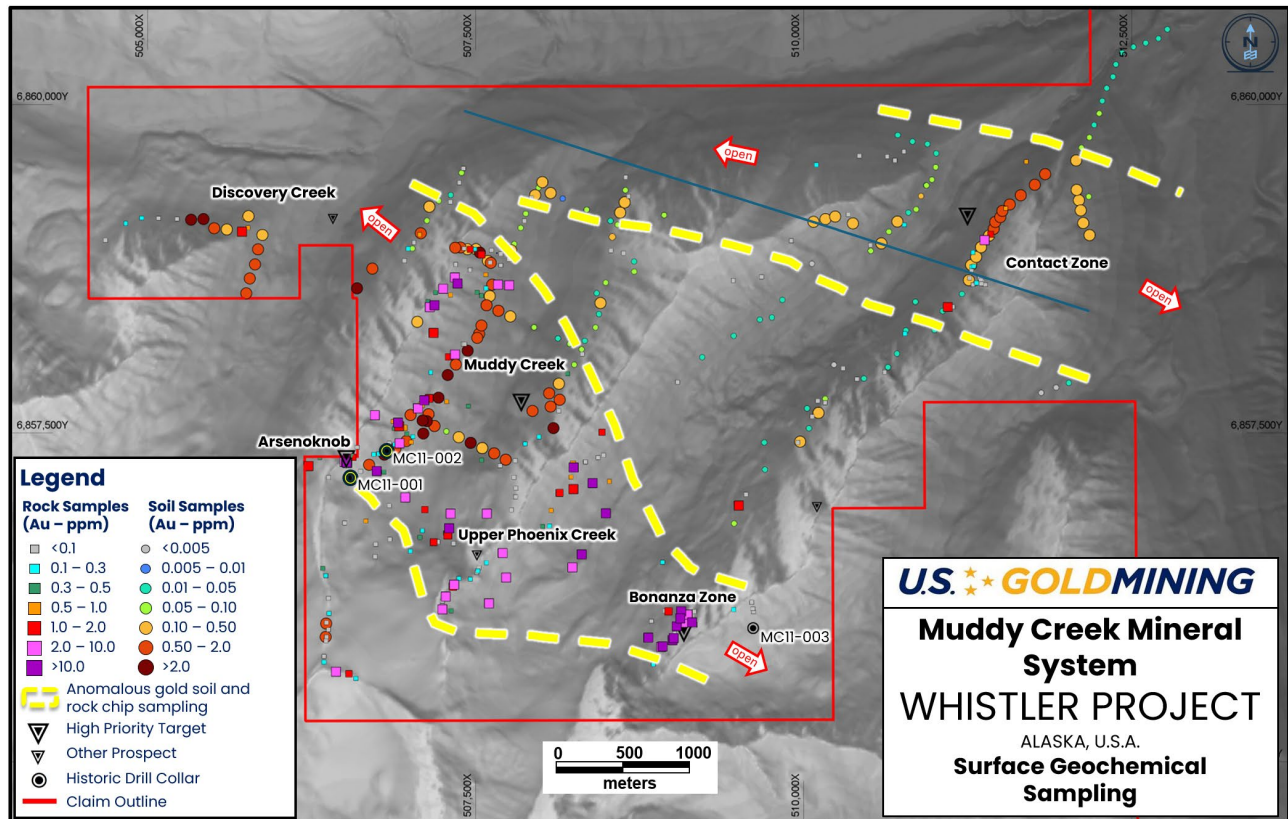 505,000X
507,500X
510,000X
512,500X
N
6,860,000Y
6,860,000Y
open
Discovery Creek
open
Contact Zone
open
Muddy Creek
6,857,500Y
6,857,500Y
Arsenoknob
MC11-002
MC11-001
Upper Phoenix Creek
Bonanza Zone
MC11-003
open
Legend
Rock Samples Soil Samples
(Au – ppm) (Au – ppm)
<0.1 <0.005
0.1 – 0.3 0.005 – 0.01
0.3 – 0.5 0.01 – 0.05
0.5 – 1.0 0.05 – 0.10
1.0 – 2.0 0.10 – 0.50
2.0 – 10.0 0.50 – 2.0
>10.0 >2.0
Anomalous gold soil and
rock chip sampling
High Priority Target
Other Prospect
Historic Drill Collar
Claim Outline
0 500 1000
meters
507,500X
510,000X
U.S. GOLDMINING
Muddy Creek Mineral
System
WHISTLER PROJECT
ALASKA, U.S.A.
Surface Geochemical
Sampling